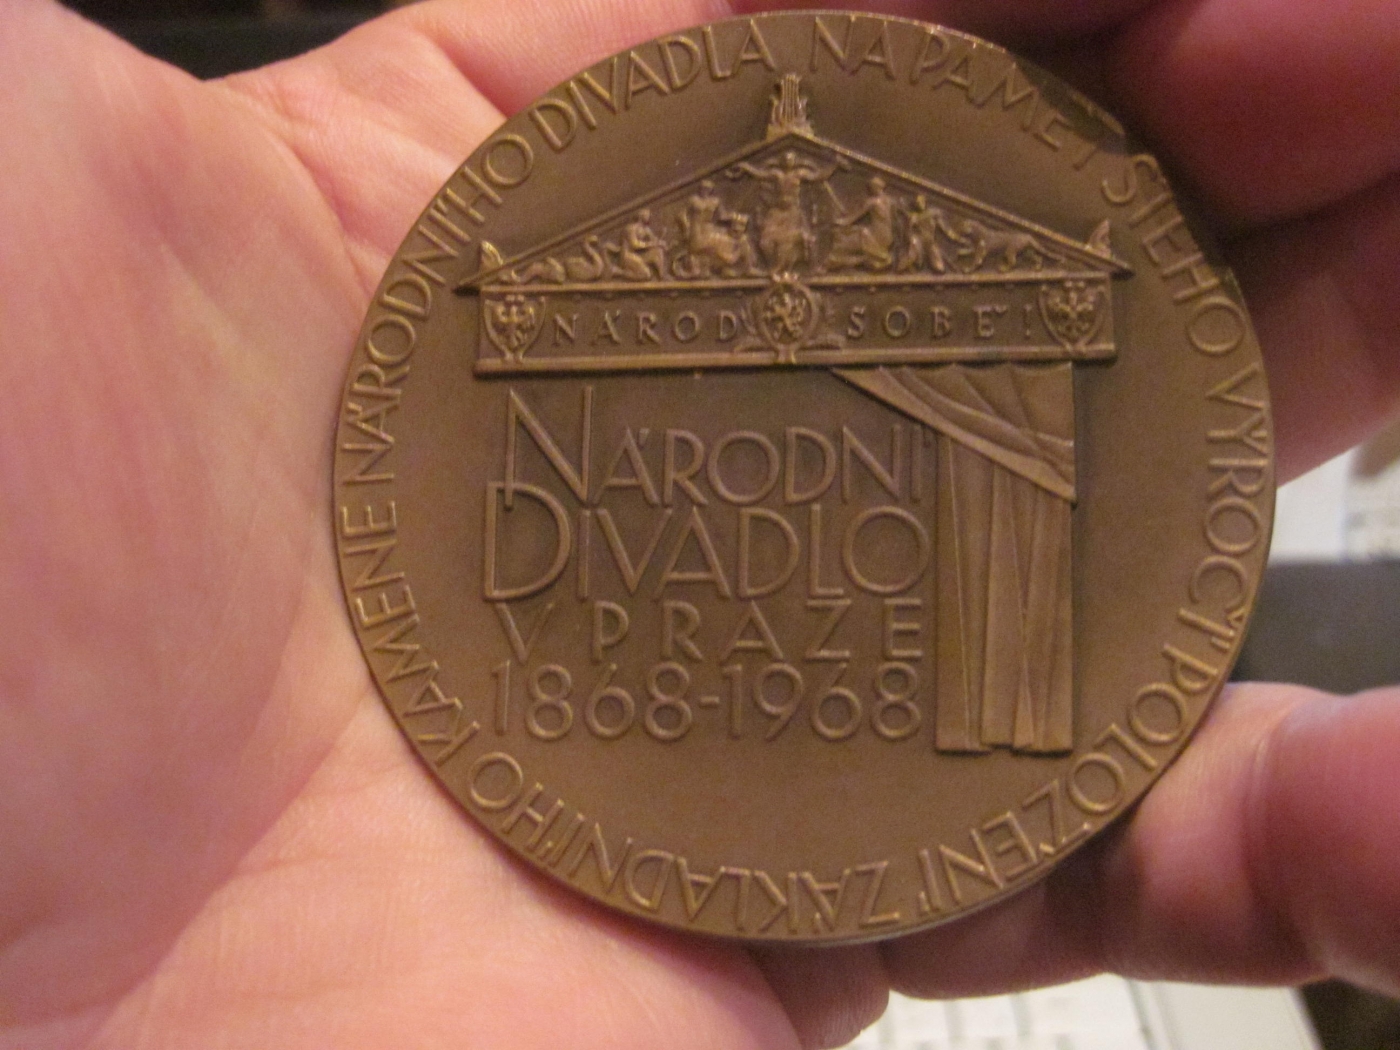 NA PAMĚŤ STÉHO VÝROČÍ POLOŽENÍ ZÁKLADNÍHO KAMENE NÁRODNÍHO DIVADLA
NÁROD SOBĚ!
NÁRODNÍ
DIVADLO
V PRAZE
1868-1968